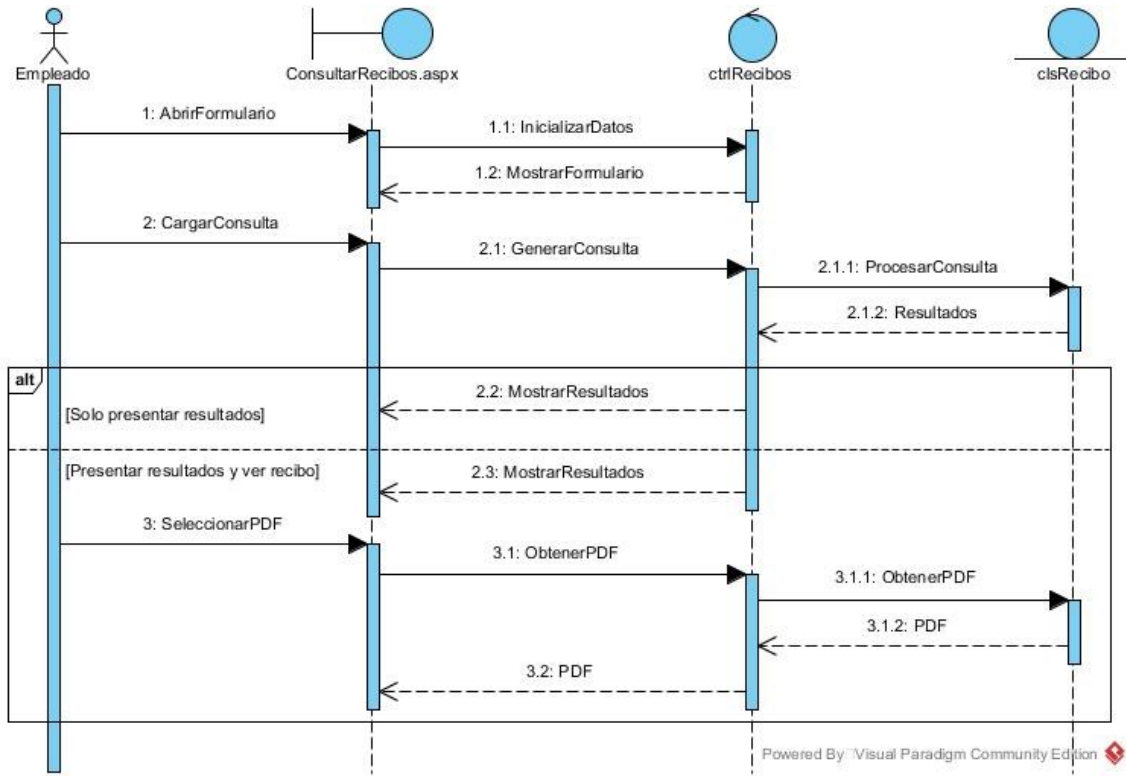 Empleado
ConsultarRecibos.aspx
ctrlRecibos
clsRecibo
1: AbrirFormulario
1.1: InicializarDatos
1.2: MostrarFormulario
2: CargarConsulta
2.1: GenerarConsulta
2.1.1: ProcesarConsulta
2.1.2: Resultados
alt
2.2: MostrarResultados
[Solo presentar resultados]
[Presentar resultados y ver recibo]
2.3: MostrarResultados
3: SeleccionarPDF
3.1: ObtenerPDF
3.1.1: ObtenerPDF
3.1.2: PDF
3.2: PDF
Powered By Visual Paradigm Community Edition